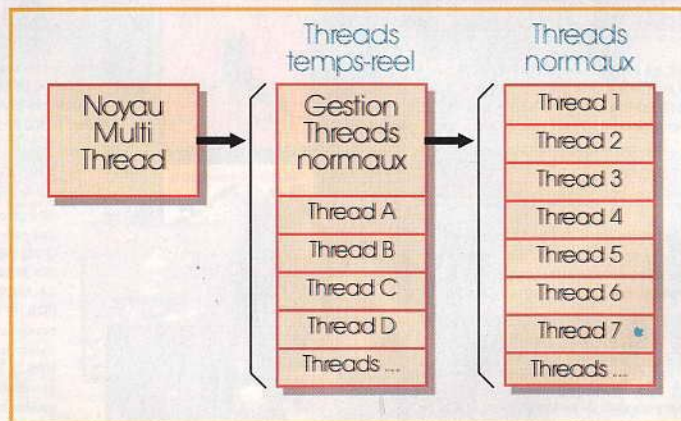 Noyau
Multi
Thread
Threads
temps-reel
Gestion
Threads
normaux
Thread A
Thread B
Thread C
Thread D
Threads ...
Threads
normaux
Thread 1
Thread 2
Thread 3
Thread 4
Thread 5
Thread 6
Thread 7
Threads ...